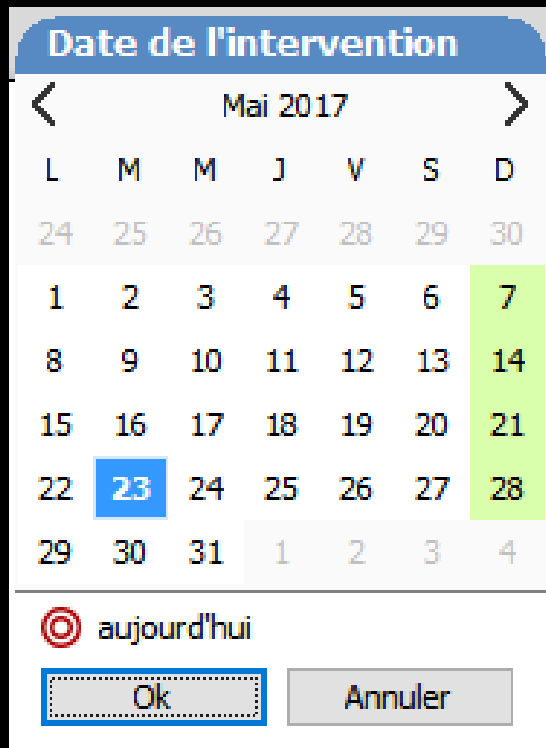 Date de l'intervention
Mai 2017
L M M J V S D
24 25 26 27 28 29 30
1 2 3 4 5 6 7
8 9 10 11 12 13 14
15 16 17 18 19 20 21
22 23 24 25 26 27 28
29 30 31 1 2 3 4
aujourd'hui
Ok Annuler